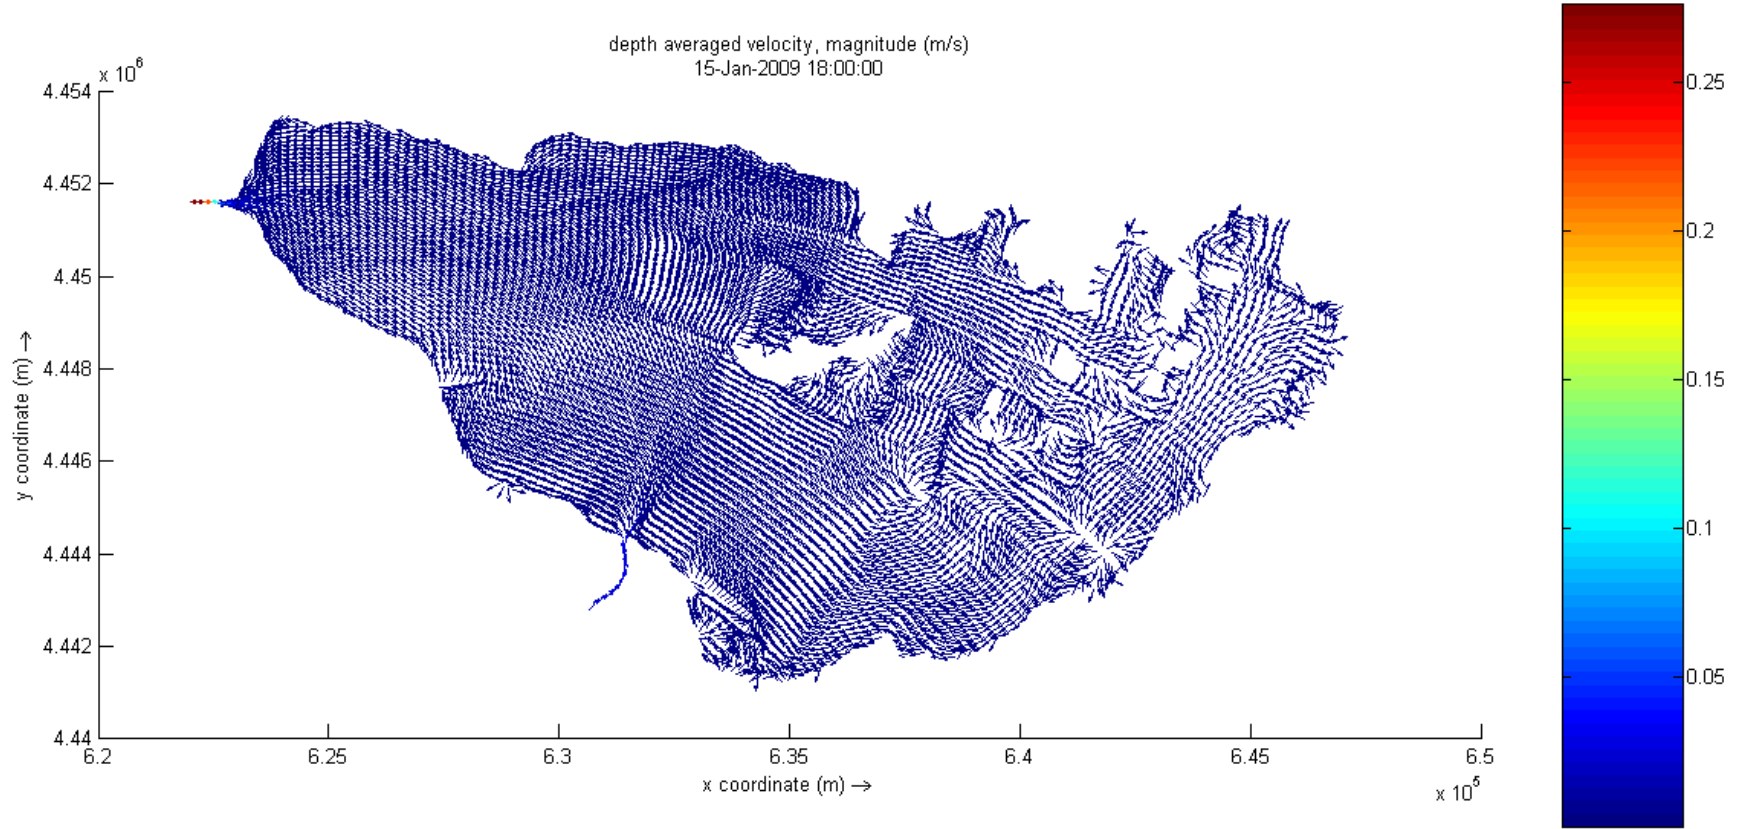 depth averaged velocity, magnitude (m/s)
15-Jan-2009 18:00:00
x 10^6
4.454
4.452
4.45
4.448
4.446
4.444
4.442
4.44
y coordinate (m) →
6.2 6.25 6.3 6.35 6.4 6.45 6.5
x coordinate (m) →
x 10^5
0.25
0.2
0.15
0.1
0.05